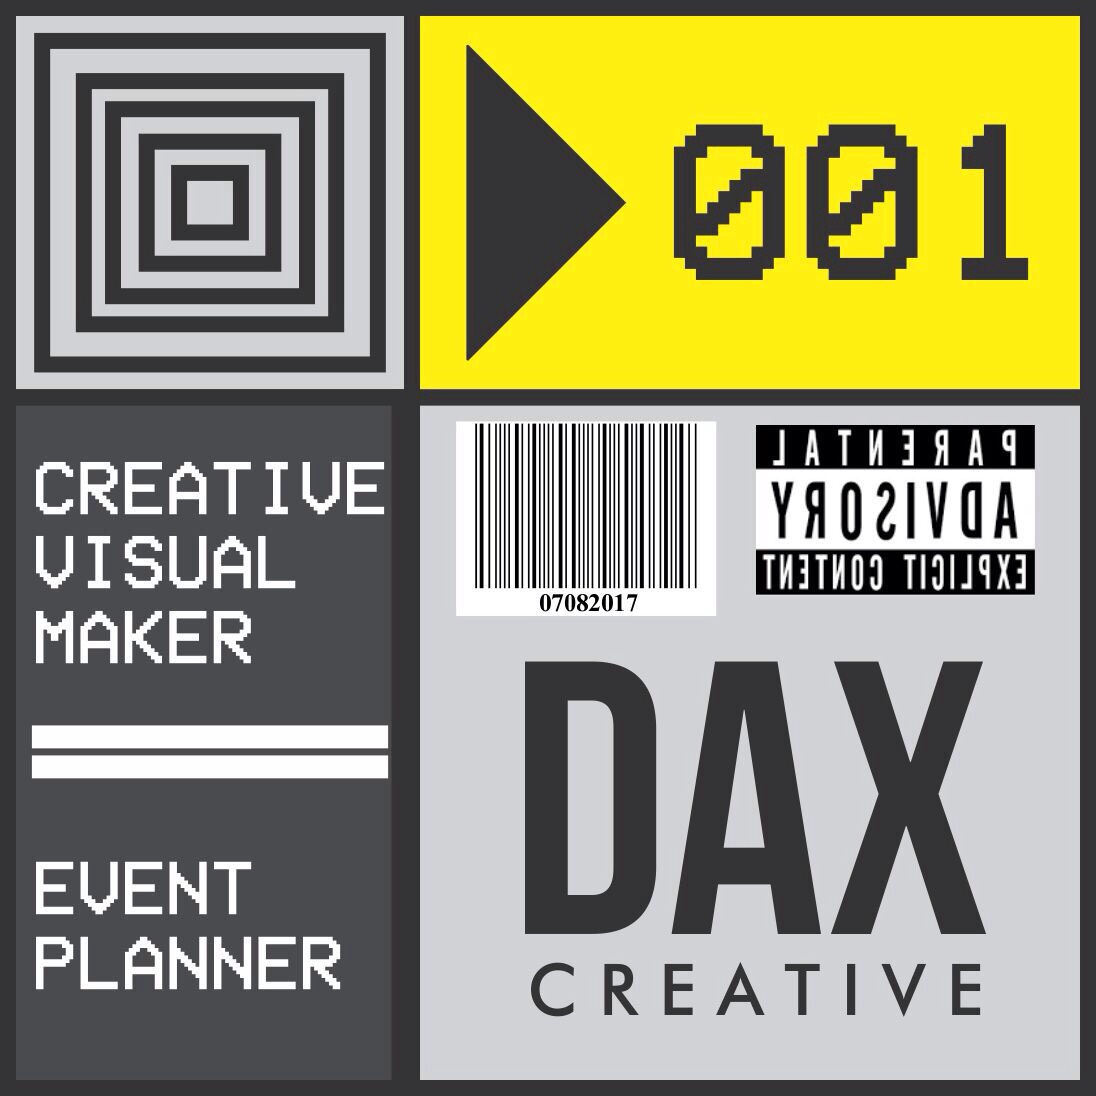 001
CREATIVE
VISUAL
MAKER
EVENT
PLANNER
07082017
PARENTAL
ADVISORY
EXPLICIT CONTENT
DAX
CREATIVE